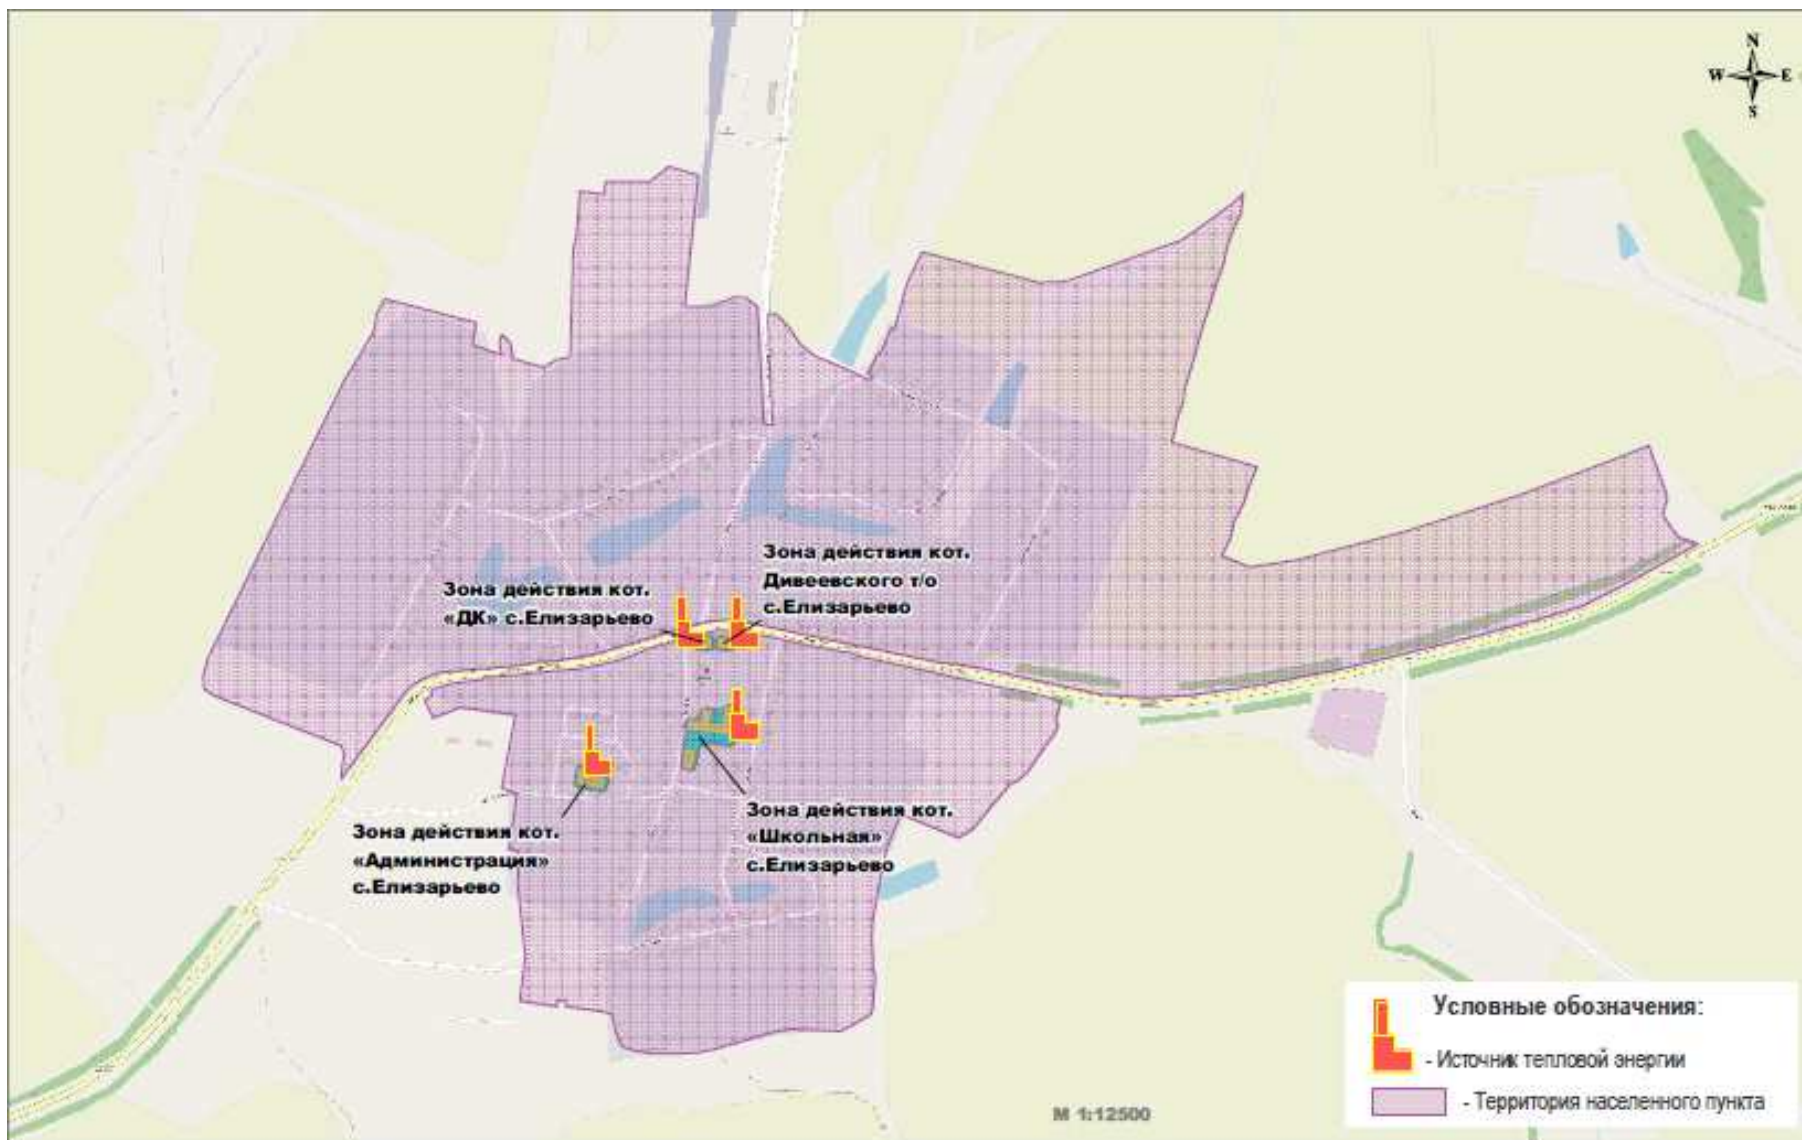 N
W E
S
Зона действия кот.
Дивеевского т/о
с.Елизарьево
Зона действия кот.
«ДК» с.Елизарьево
Зона действия кот.
«Школьная»
с.Елизарьево
Зона действия кот.
«Администрация»
с.Елизарьево
Условные обозначения:
- Источник тепловой энергии
- Территория населенного пункта
М 1:12500